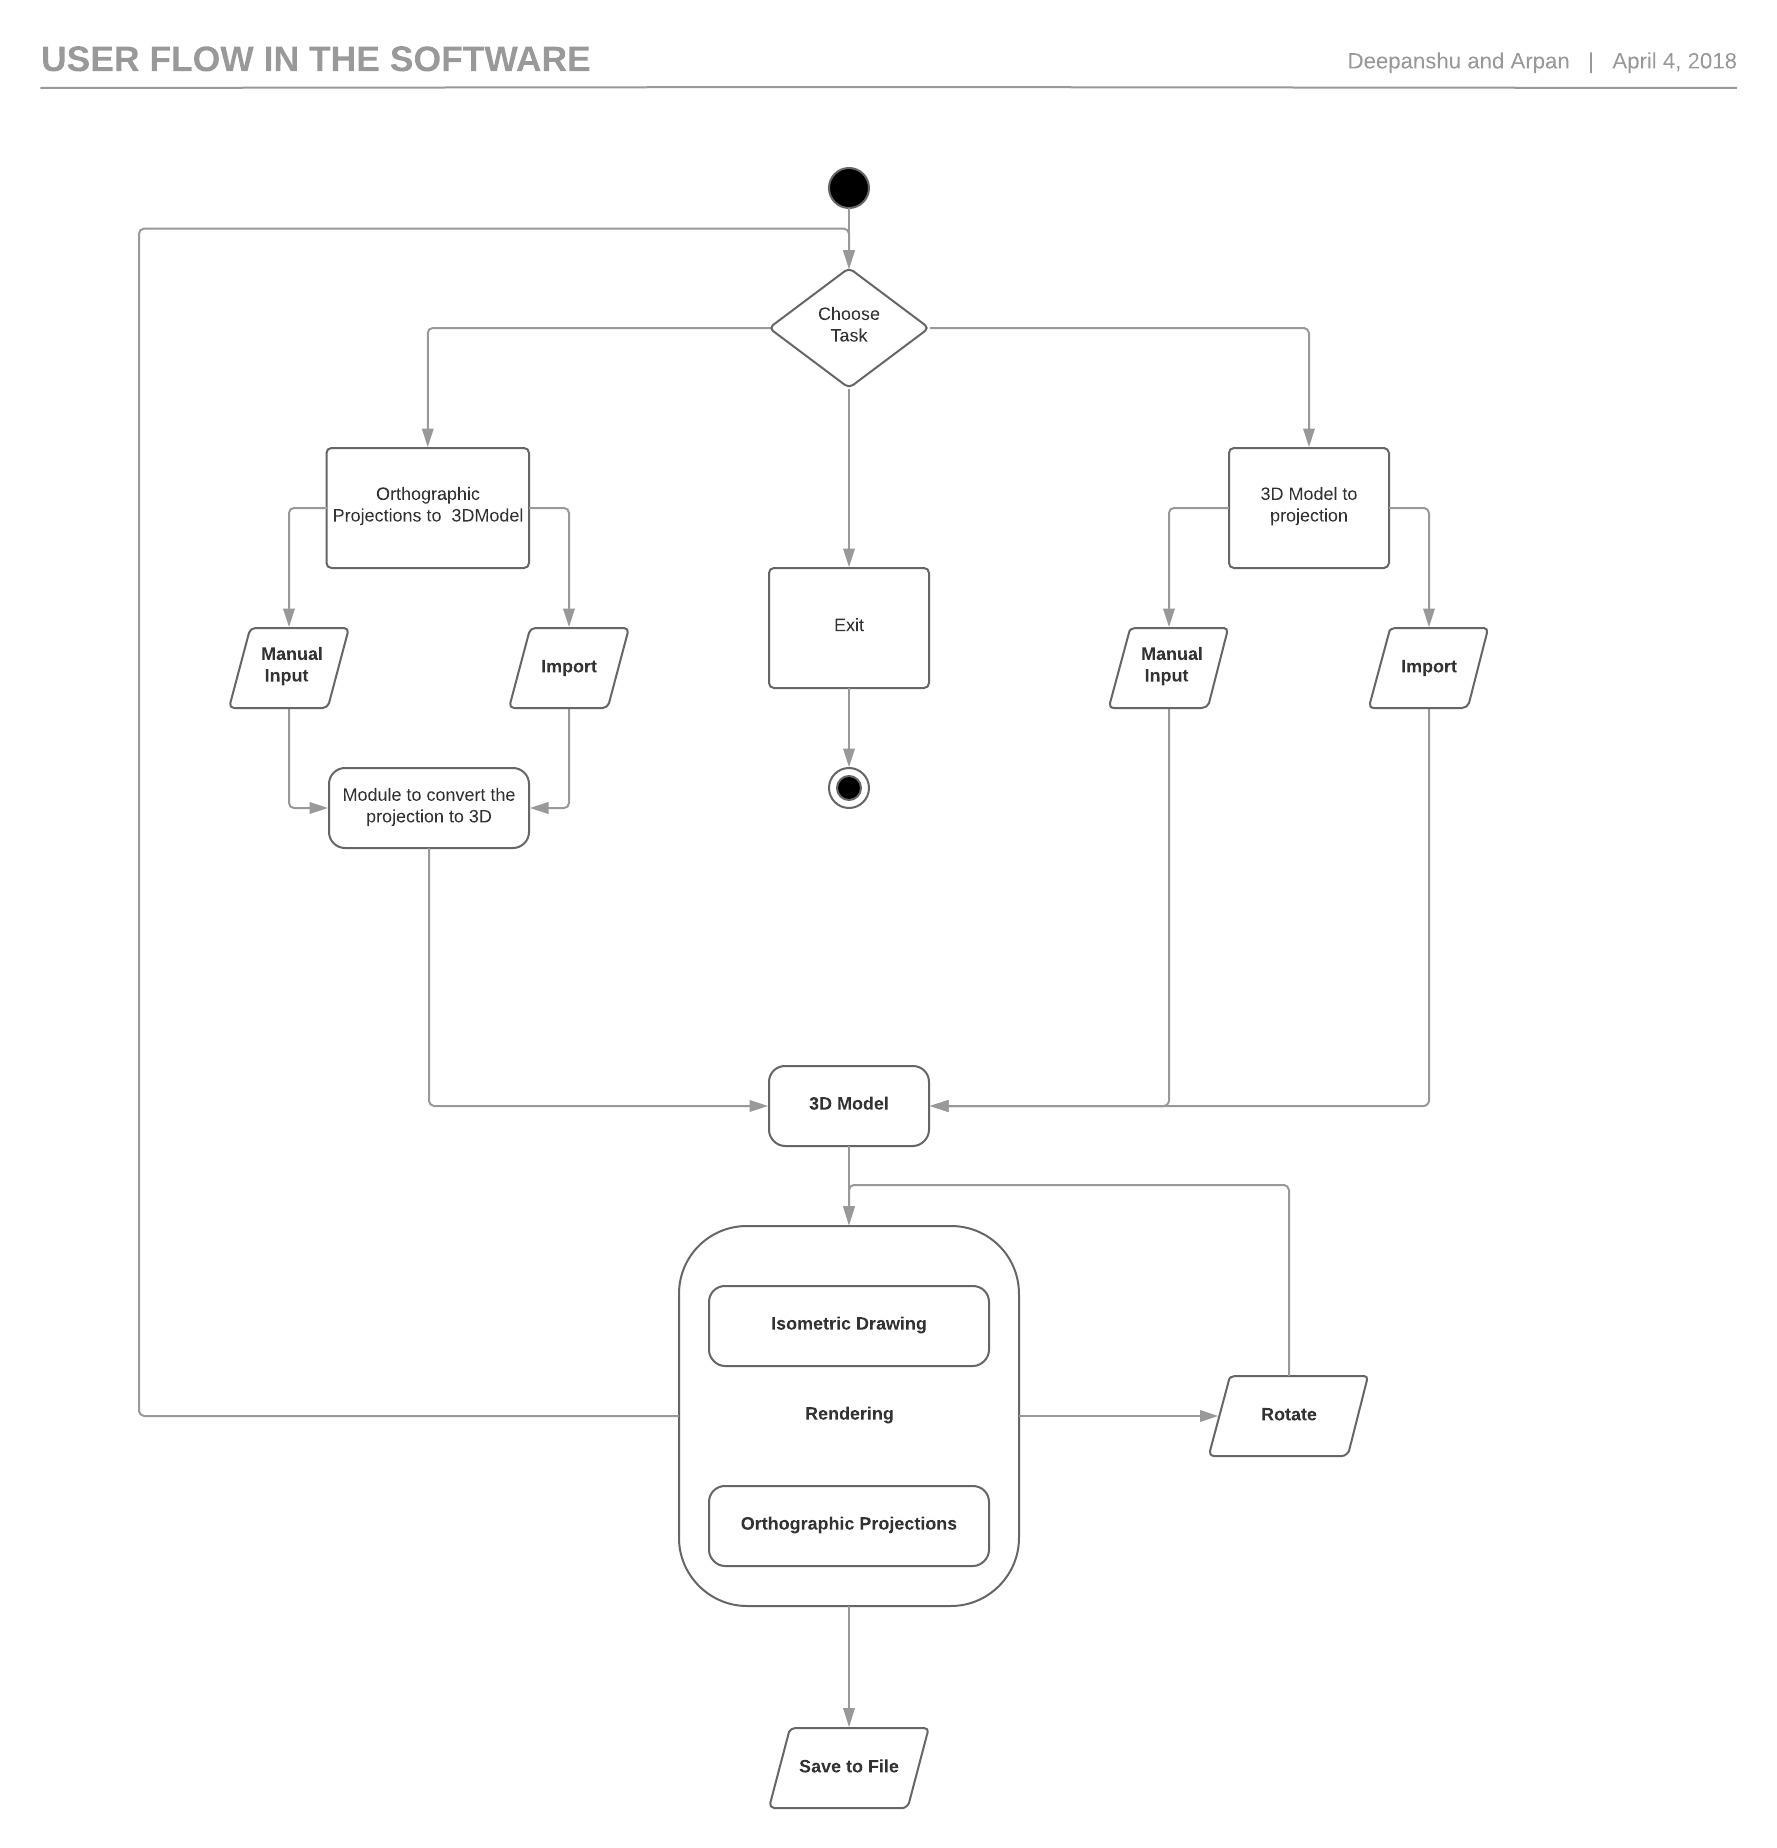 USER FLOW IN THE SOFTWARE
Deepanshu and Arpan | April 4, 2018
Choose
Task
Orthographic
Projections to 3DModel
3D Model to
projection
Manual
Input
Import
Exit
Manual
Input
Import
Module to convert the
projection to 3D
3D Model
Isometric Drawing
Rendering
Rotate
Orthographic Projections
Save to File